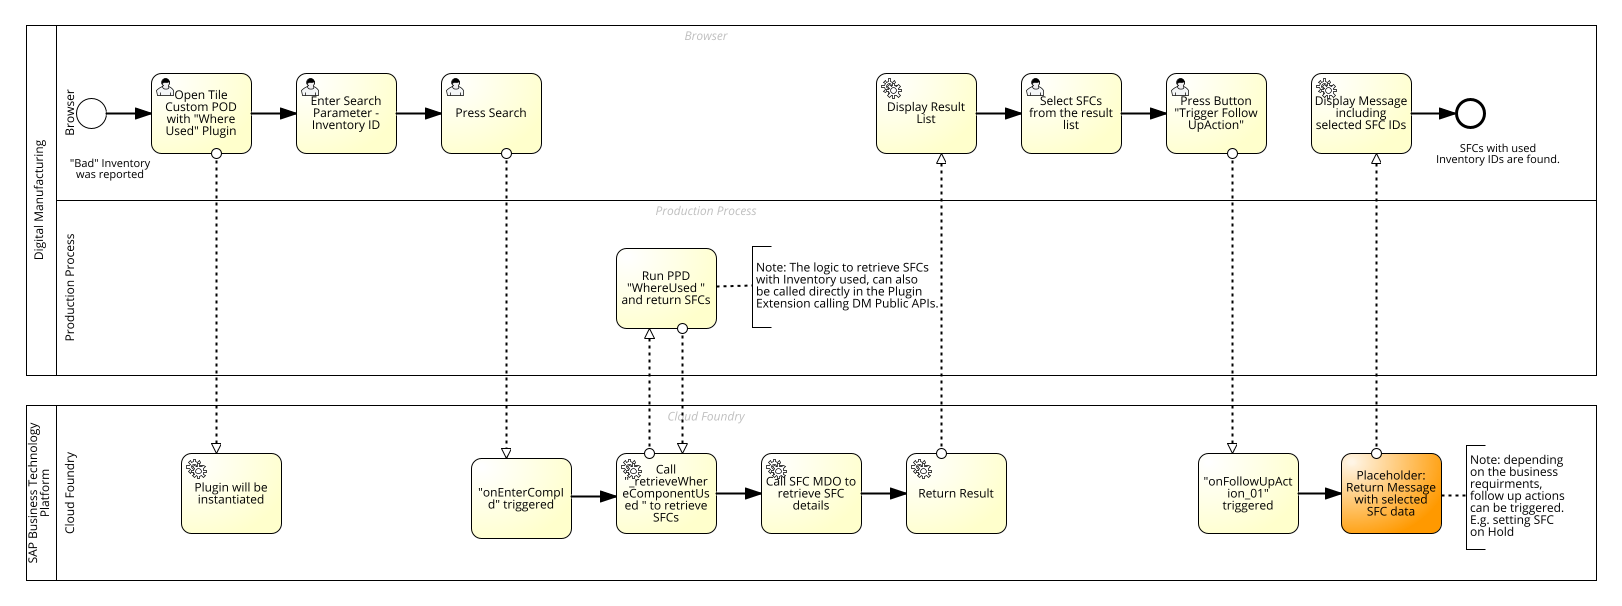 Browser
Digital Manufacturing
Browser
"Bad" Inventory
was reported
Open Tile
Custom POD
with "Where
Used" Plugin
Enter Search
Parameter -
Inventory ID
Press Search
Display Result
List
Select SFCs
from the result
list
Press Button
"Trigger Follow
UpAction"
Display Message
including
selected SFC IDs
SFCs with used
Inventory IDs are found.
Production Process
Production Process
Run PPD
"WhereUsed "
and return SFCs
Note: The logic to retrieve SFCs
with Inventory used, can also
be called directly in the Plugin
Extension calling DM Public APIs.
SAP Business Technology
Platform
Cloud Foundry
Cloud Foundry
Plugin will be
instantiated
"onEnterCompl
d" triggered
Call
_retrieveWher
eComponentUs
ed " to retrieve
SFCs
Call SFC MDO to
retrieve SFC
details
Return Result
"onFollowUpAct
ion_01"
triggered
Placeholder:
Return Message
with selected
SFC data
Note: depending
on the business
requirments,
follow up actions
can be triggered.
E.g. setting SFC
on Hold